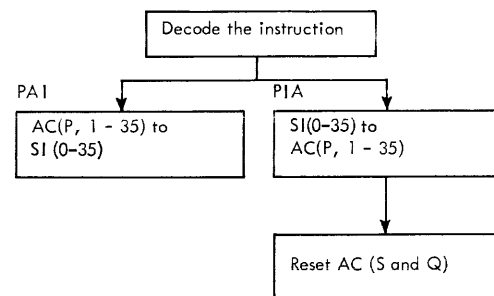 Decode the instruction
PAI
PIA
AC(P, 1 - 35) to
SI (0-35)
SI(0-35) to
AC(P, 1 - 35)
Reset AC (S and Q)